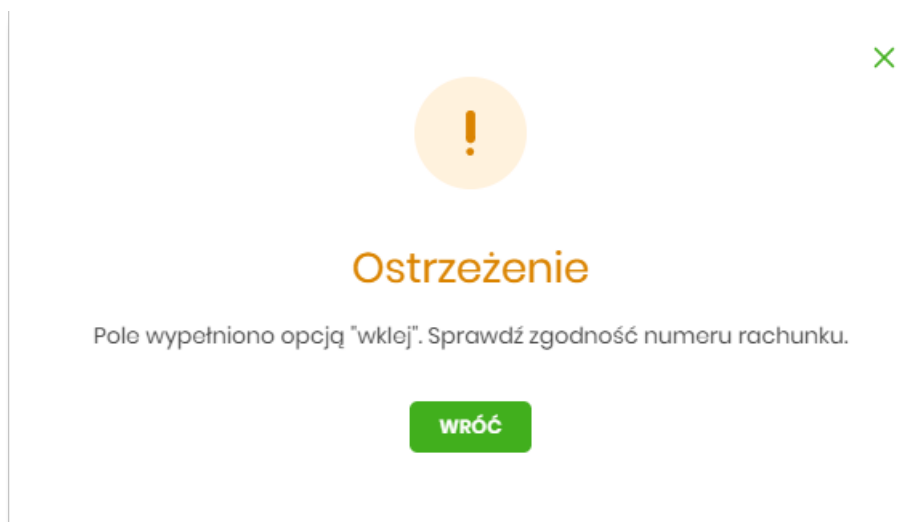 Ostrzeżenie
Pole wypełniono opcją "wklej". Sprawdź zgodność numeru rachunku.
WRÓĆ